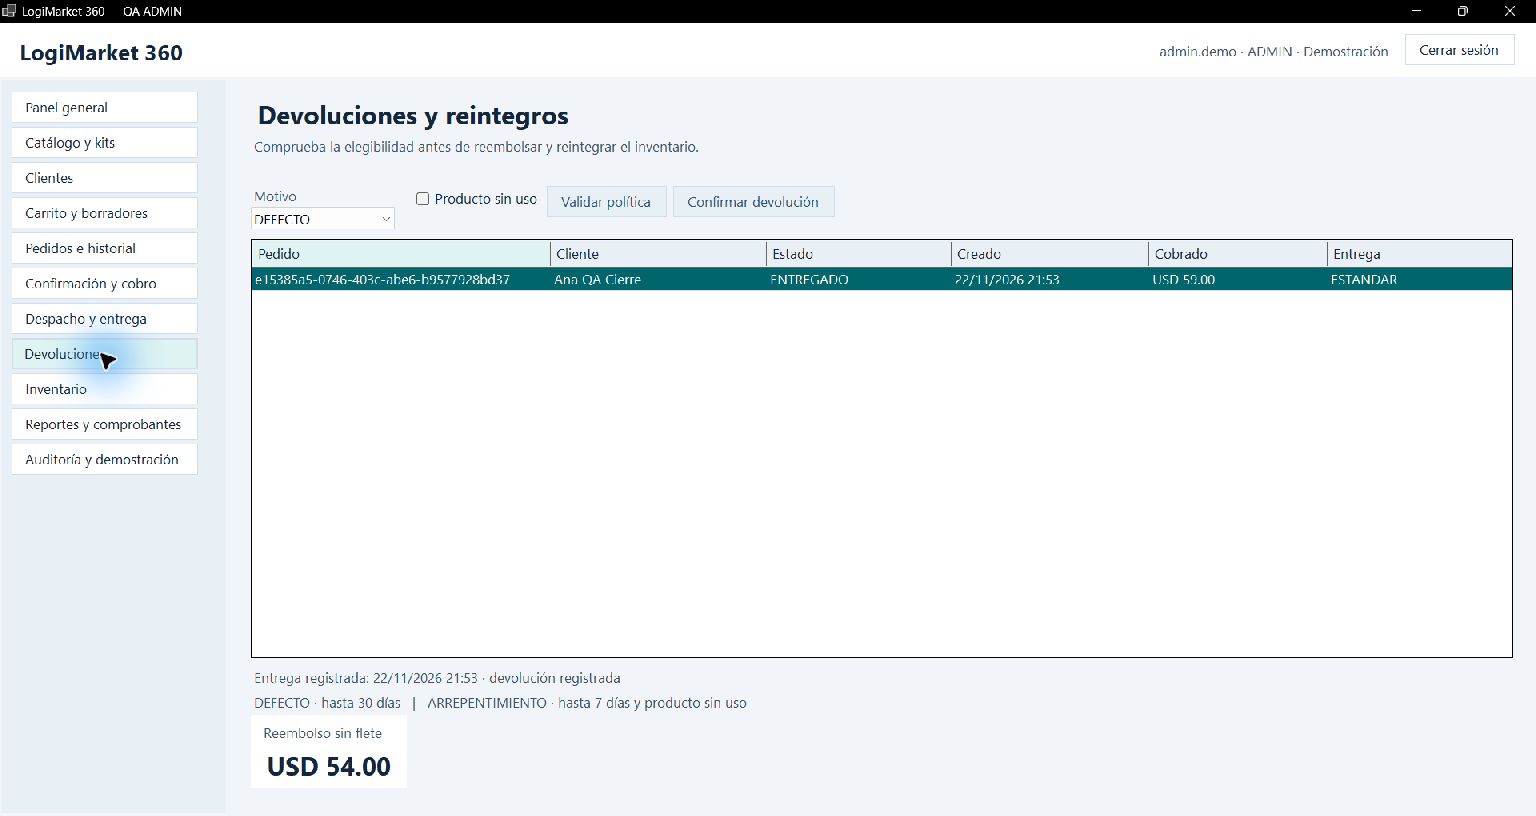 LogiMarket 360 QA ADMIN
LogiMarket 360
admin.demo · ADMIN · Demostración
Cerrar sesión
Panel general
Catálogo y kits
Clientes
Carrito y borradores
Pedidos e historial
Confirmación y cobro
Despacho y entrega
Devolucione
Inventario
Reportes y comprobantes
Auditoría y demostración
Devoluciones y reintegros
Comprueba la elegibilidad antes de reembolsar y reintegrar el inventario.
Motivo
DEFECTO
Producto sin uso
Validar política
Confirmar devolución
Pedido Cliente Estado Creado Cobrado Entrega
e15385a5-0746-403c-abe6-b9577928bd37 Ana QA Cierre ENTREGADO 22/11/2026 21:53 USD 59.00 ESTANDAR
Entrega registrada: 22/11/2026 21:53 · devolución registrada
DEFECTO · hasta 30 días | ARREPENTIMIENTO · hasta 7 días y producto sin uso
Reembolso sin flete
USD 54.00